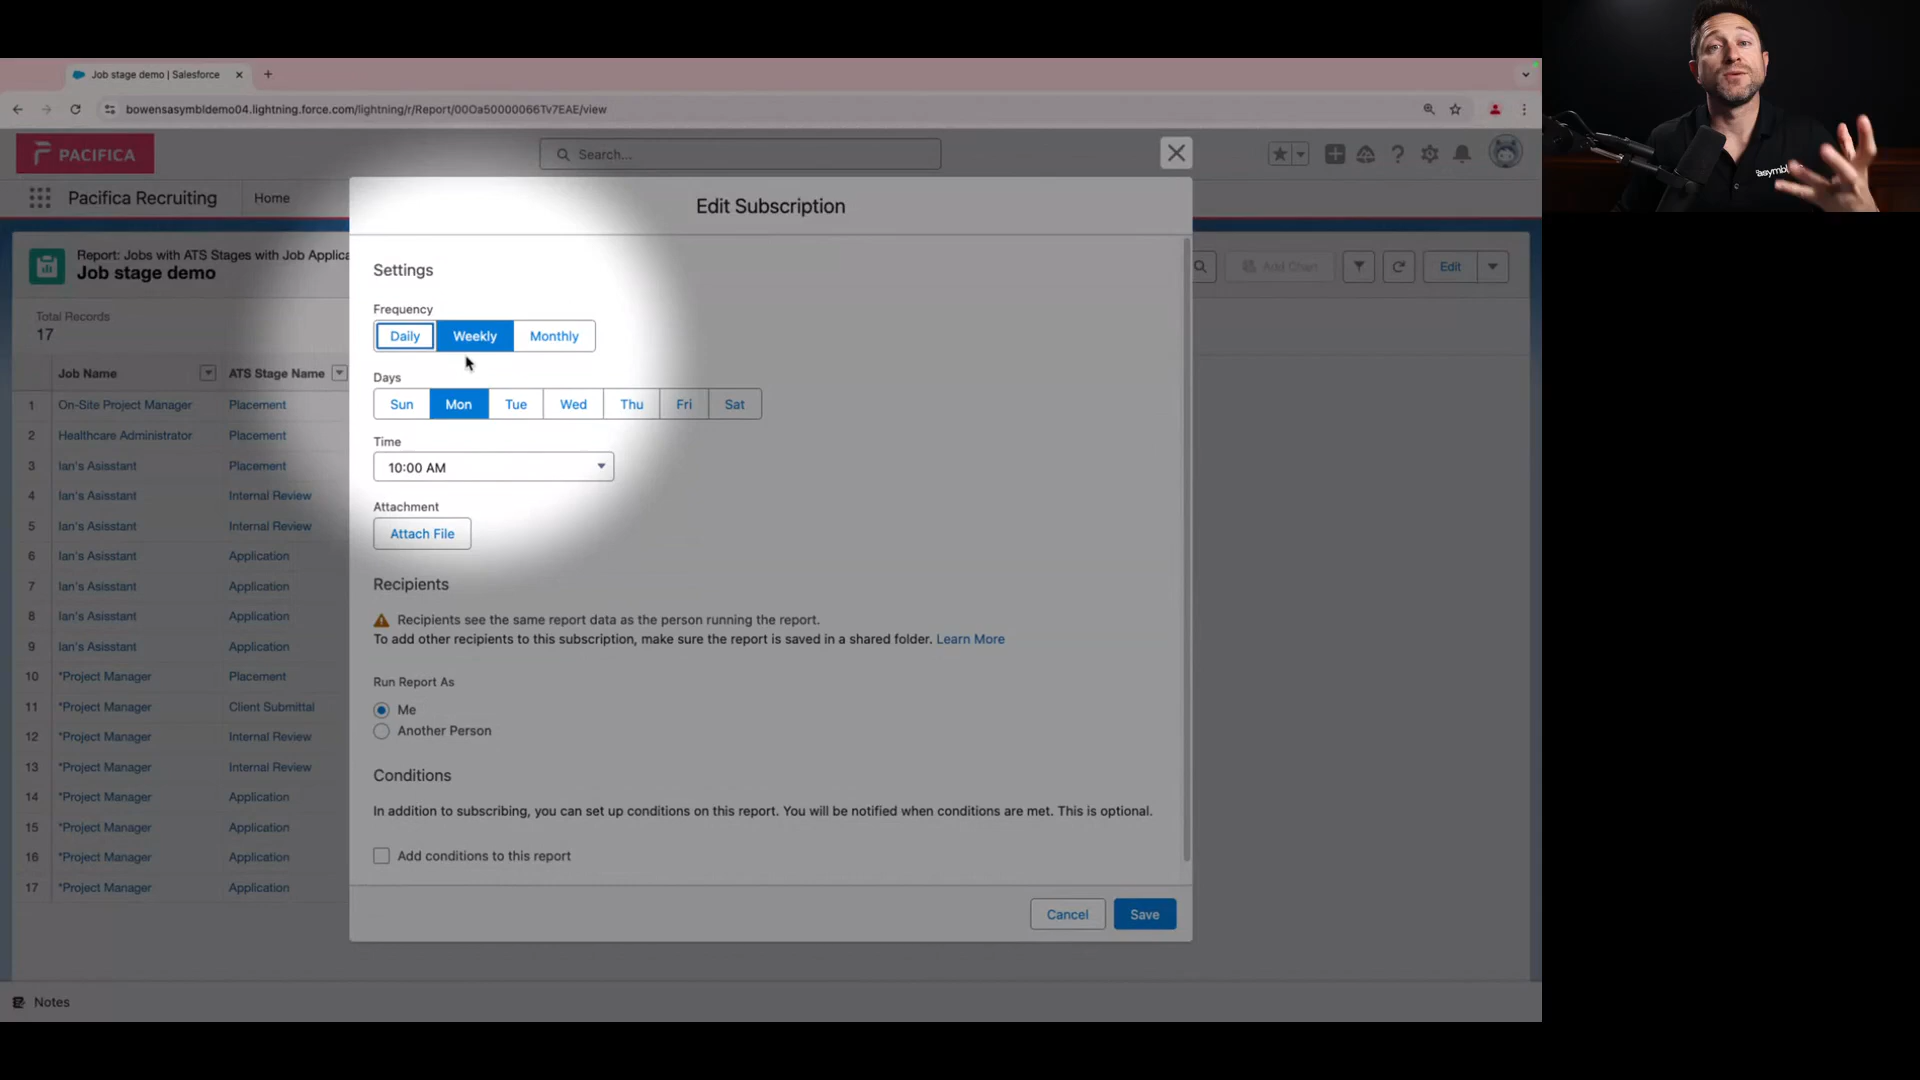 Job stage demo | Salesforce
bowensasymbldemo04.lightning.force.com/lightning/r/Report/00Oa50000066Tv7EAE/view
PACIFICA
Search...
Pacifica Recruiting
Home
Report: Jobs with ATS Stages with Job Applica
Job stage demo
Add Chart
Edit
Total Records
17
Job Name
ATS Stage Name
1 On-Site Project Manager Placement
2 Healthcare Administrator Placement
3 Ian's Asisstant Placement
4 Ian's Asisstant Internal Review
5 Ian's Asisstant Internal Review
6 Ian's Asisstant Application
7 Ian's Asisstant Application
8 Ian's Asisstant Application
9 Ian's Asisstant Application
10 *Project Manager Placement
11 *Project Manager Client Submittal
12 *Project Manager Internal Review
13 *Project Manager Internal Review
14 *Project Manager Application
15 *Project Manager Application
16 *Project Manager Application
17 *Project Manager Application
Edit Subscription
Settings
Frequency
Daily Weekly Monthly
Days
Sun Mon Tue Wed Thu Fri Sat
Time
10:00 AM
Attachment
Attach File
Recipients
Recipients see the same report data as the person running the report.
To add other recipients to this subscription, make sure the report is saved in a shared folder. Learn More
Run Report As
Me
Another Person
Conditions
In addition to subscribing, you can set up conditions on this report. You will be notified when conditions are met. This is optional.
Add conditions to this report
Cancel
Save
Notes